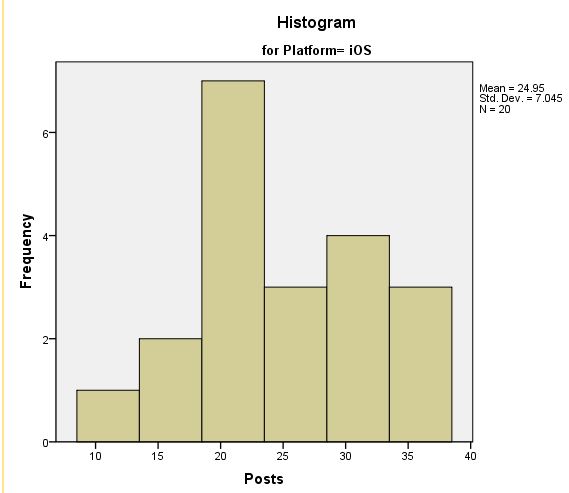 Histogram
for Platform= iOS
Mean = 24.95
Std. Dev. = 7.045
N = 20
Frequency
6
4
2
0
10 15 20 25 30 35 40
Posts